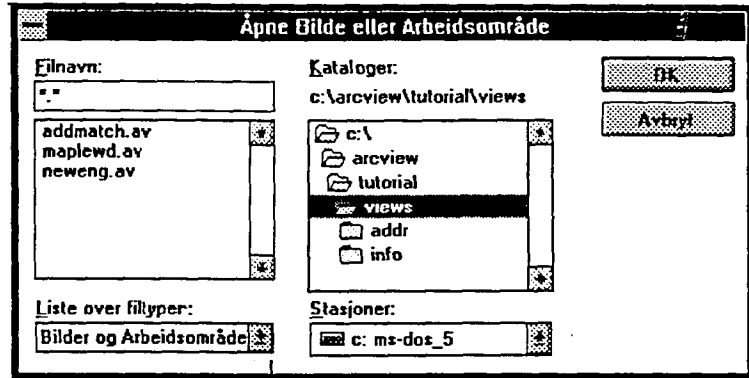 Åpne Bilde eller Arbeidsområde
Filnavn:
*.*
addmatch.av
maplewd.av
neweng.av
Liste over filtyper:
Bilder og Arbeidsområde
Kataloger:
c:\arcview\tutorial\views
c:\
arcview
tutorial
views
addr
info
Stasjoner:
c: ms-dos_5
OK
Avbryt